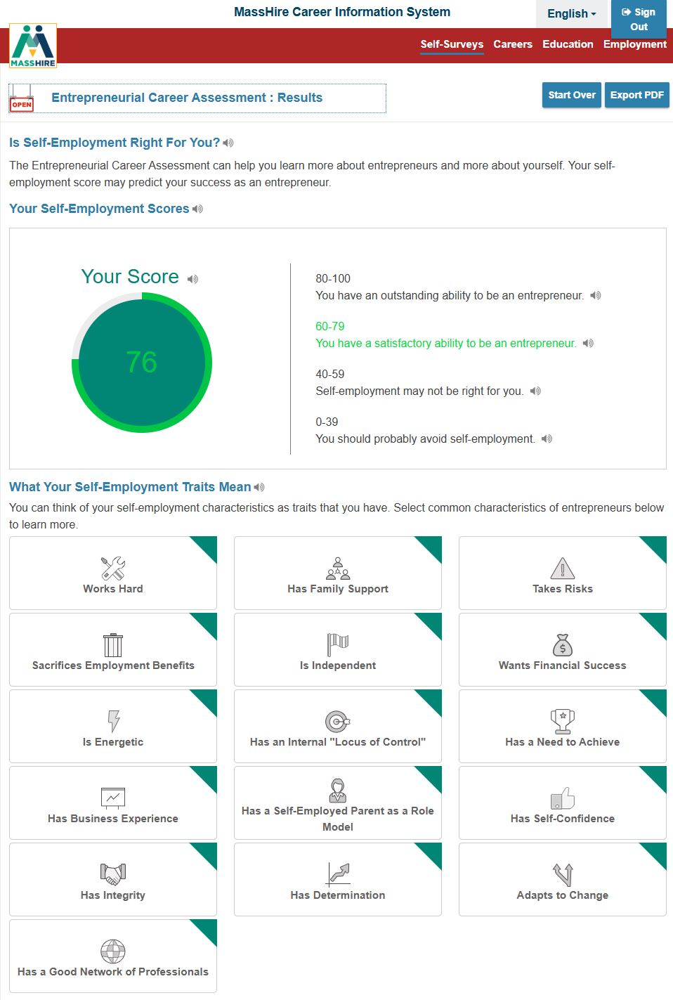 MassHire Career Information System
English
Sign
Out
MASSHIRE
Self-Surveys Careers Education Employment
OPEN
Entrepreneurial Career Assessment : Results
Start Over
Export PDF
Is Self-Employment Right For You?
The Entrepreneurial Career Assessment can help you learn more about entrepreneurs and more about yourself. Your self-
employment score may predict your success as an entrepreneur.
Your Self-Employment Scores
Your Score
76
80-100
You have an outstanding ability to be an entrepreneur.
60-79
You have a satisfactory ability to be an entrepreneur.
40-59
Self-employment may not be right for you.
0-39
You should probably avoid self-employment.
What Your Self-Employment Traits Mean
You can think of your self-employment characteristics as traits that you have. Select common characteristics of entrepreneurs below
to learn more.
Works Hard
Has Family Support
Takes Risks
Sacrifices Employment Benefits
Is Independent
$
Wants Financial Success
Is Energetic
Has an Internal "Locus of Control"
Has a Need to Achieve
Has Business Experience
Has a Self-Employed Parent as a Role
Model
Has Self-Confidence
Has Integrity
Has Determination
Adapts to Change
Has a Good Network of Professionals